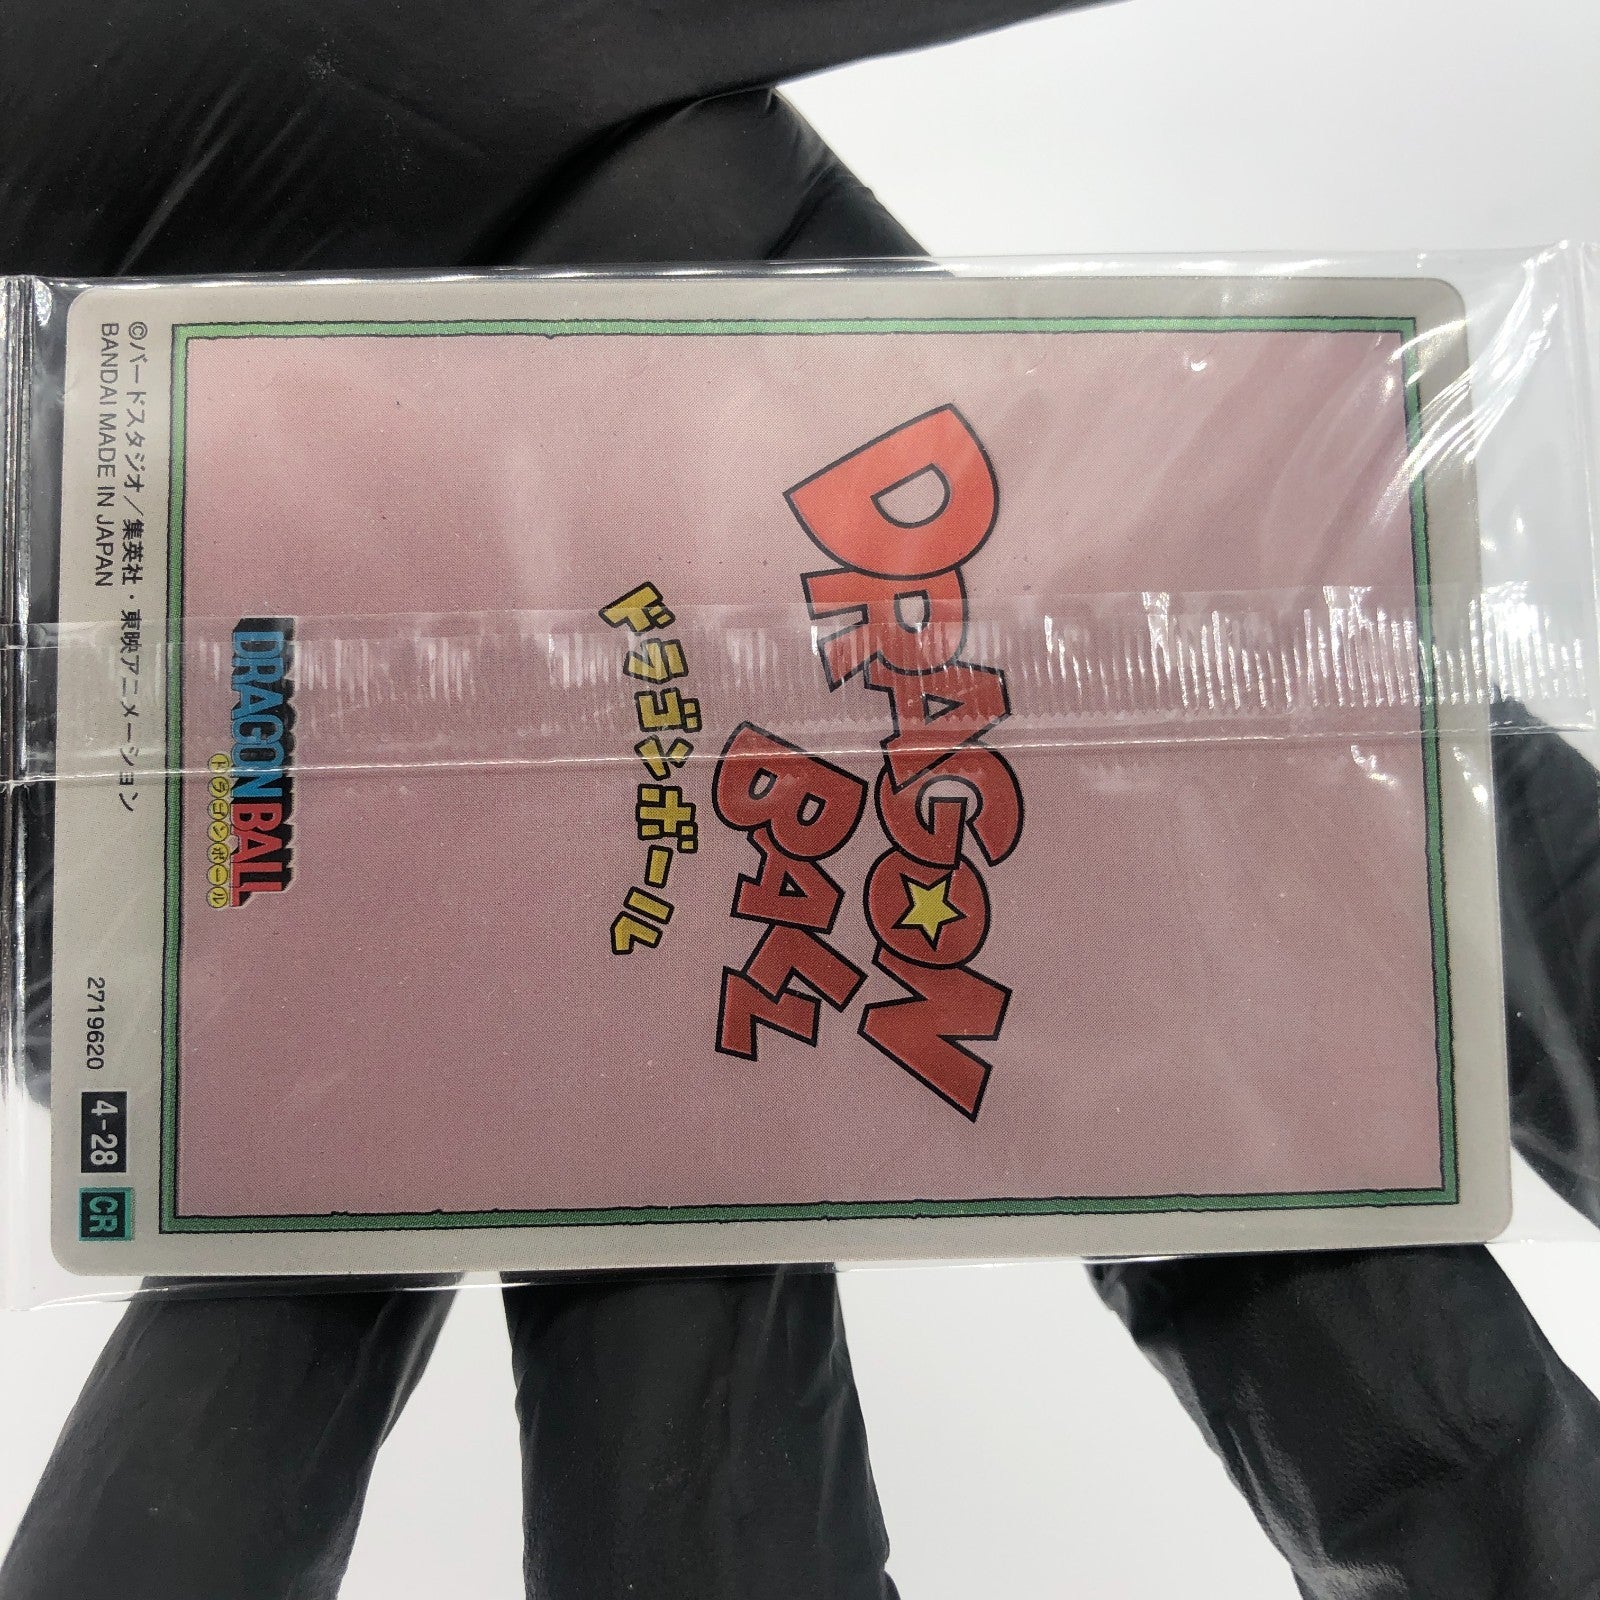 DRAGON
BALL
ドラゴンボール
DRAGON BALL
ドラゴンボール
©バードスタジオ／集英社・東映アニメーション
BANDAI MADE IN JAPAN
2719620
4-28
CR